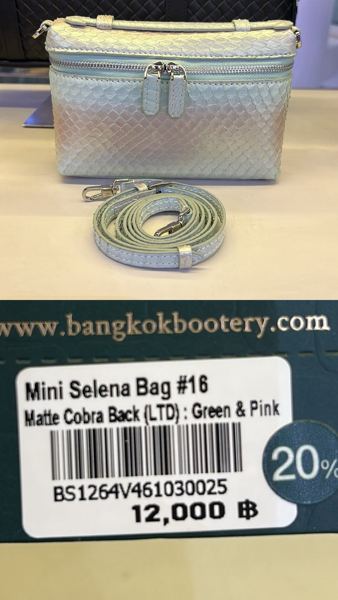 www.bangkokbootery.com
Mini Selena Bag #16
Matte Cobra Back (LTD) : Green & Pink
BS1264V461030025
12,000 ฿
20%